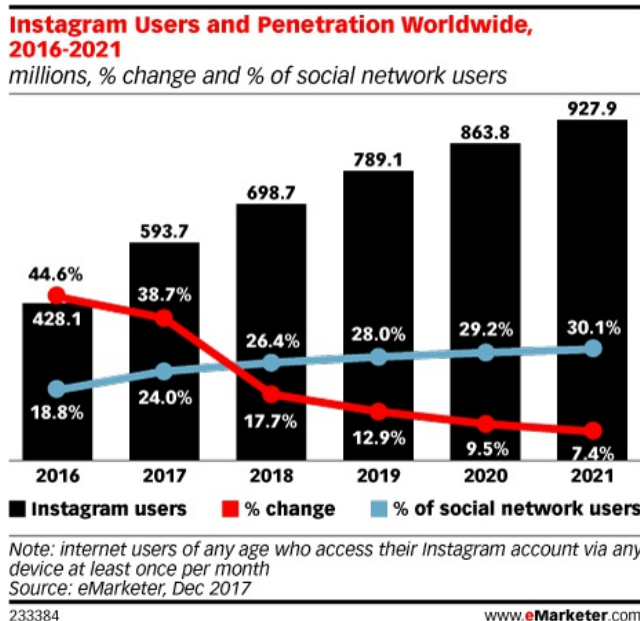 Instagram Users and Penetration Worldwide,
2016-2021
millions, % change and % of social network users
927.9
863.8
789.1
698.7
593.7
44.6%
38.7%
428.1
26.4%
28.0%
29.2%
30.1%
18.8%
24.0%
17.7%
12.9%
9.5%
7.4%
2016 2017 2018 2019 2020 2021
Instagram users % change % of social network users
Note: internet users of any age who access their Instagram account via any
device at least once per month
Source: eMarketer, Dec 2017
233384 www.eMarketer.com